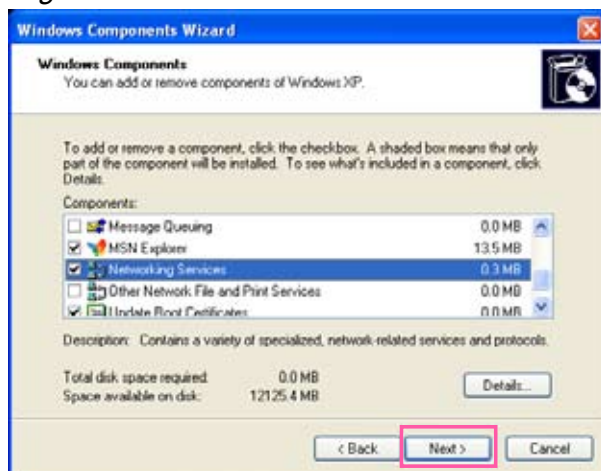 Windows Components Wizard
Windows Components
You can add or remove components of Windows XP.
To add or remove a component, click the checkbox. A shaded box means that only
part of the component will be installed. To see what's included in a component, click
Details.
Components:
Message Queuing 0.0 MB
MSN Explorer 13.5 MB
Networking Services 0.3 MB
Other Network File and Print Services 0.0 MB
Update Root Certificates 0.0 MB
Description: Contains a variety of specialized, network-related services and protocols.
Total disk space required: 0.0 MB
Space available on disk: 12125.4 MB
Details...
< Back Next > Cancel